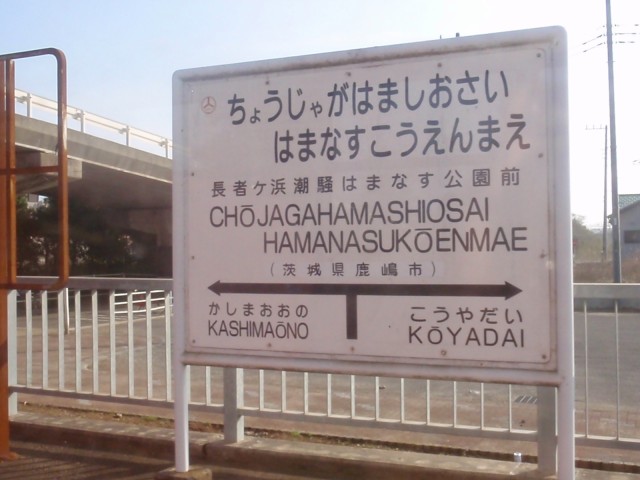 ちょうじゃがはましおさい
はまなすこうえんまえ
長者ヶ浜潮騒はまなす公園前
CHŌJAGAHAMASHIOSAI
HAMANASUKŌENMAE
(茨城県鹿嶋市)
かしまおおの
KASHIMAŌNO
こうやだい
KŌYADAI